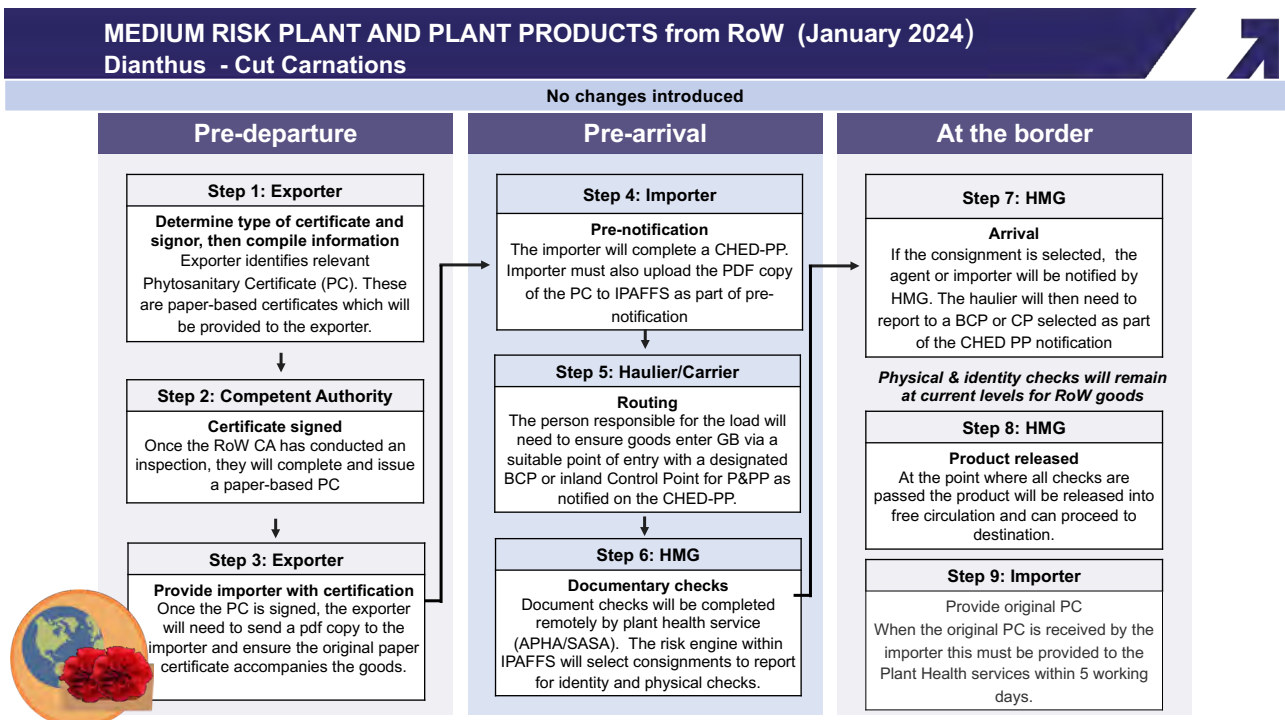 MEDIUM RISK PLANT AND PLANT PRODUCTS from RoW (January 2024)
Dianthus - Cut Carnations
No changes introduced
Pre-departure
Step 1: Exporter
Determine type of certificate and
signor, then compile information
Exporter identifies relevant
Phytosanitary Certificate (PC). These
are paper-based certificates which will
be provided to the exporter.
Step 2: Competent Authority
Certificate signed
Once the RoW CA has conducted an
inspection, they will complete and issue
a paper-based PC
Step 3: Exporter
Provide importer with certification
Once the PC is signed, the exporter
will need to send a pdf copy to the
importer and ensure the original paper
certificate accompanies the goods.
Pre-arrival
Step 4: Importer
Pre-notification
The importer will complete a CHED-PP.
Importer must also upload the PDF copy
of the PC to IPAFFS as part of pre-
notification
Step 5: Haulier/Carrier
Routing
The person responsible for the load will
need to ensure goods enter GB via a
suitable point of entry with a designated
BCP or inland Control Point for P&PP as
notified on the CHED-PP.
Step 6: HMG
Documentary checks
Document checks will be completed
remotely by plant health service
(APHA/SASA). The risk engine within
IPAFFS will select consignments to report
for identity and physical checks.
At the border
Step 7: HMG
Arrival
If the consignment is selected, the
agent or importer will be notified by
HMG. The haulier will then need to
report to a BCP or CP selected as part
of the CHED PP notification
Physical & identity checks will remain
at current levels for RoW goods
Step 8: HMG
Product released
At the point where all checks are
passed the product will be released into
free circulation and can proceed to
destination.
Step 9: Importer
Provide original PC
When the original PC is received by the
importer this must be provided to the
Plant Health services within 5 working
days.